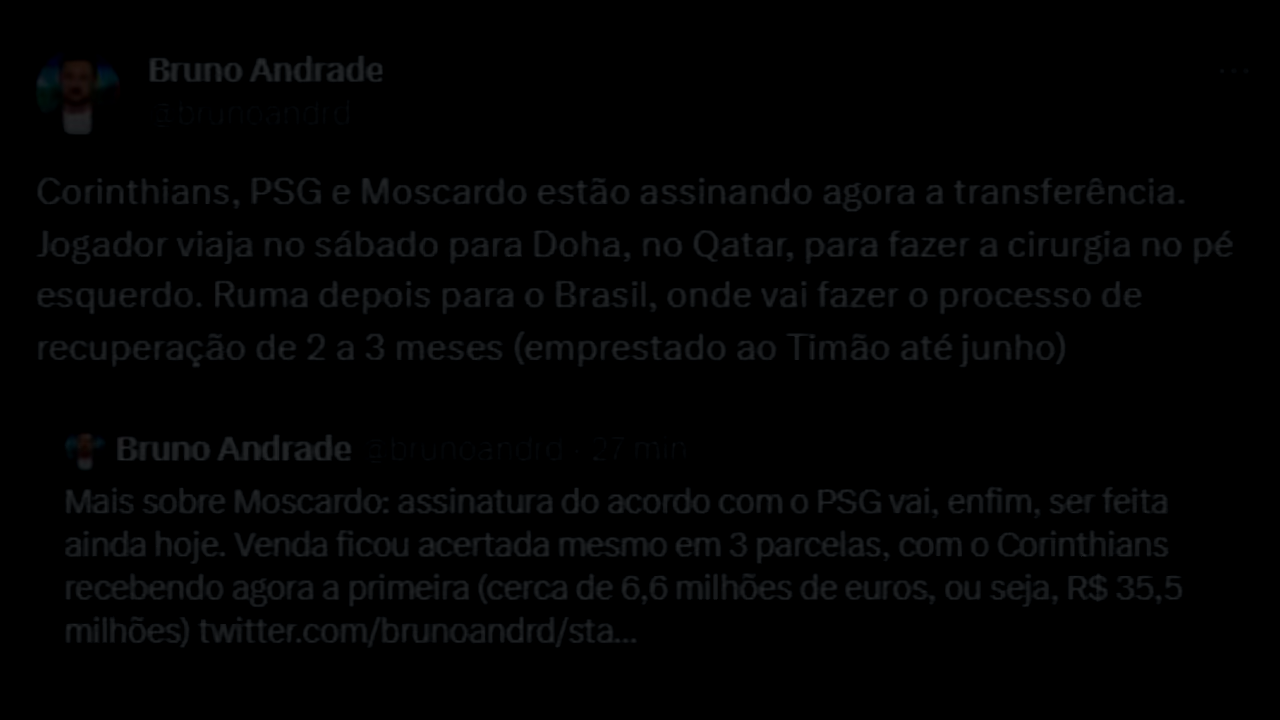 Bruno Andrade
@brunoandrd
Corinthians, PSG e Moscardo estão assinando agora a transferência.
Jogador viaja no sábado para Doha, no Qatar, para fazer a cirurgia no pé
esquerdo. Ruma depois para o Brasil, onde vai fazer o processo de
recuperação de 2 a 3 meses (emprestado ao Timão até junho)
Bruno Andrade @brunoandrd · 27 min
Mais sobre Moscardo: assinatura do acordo com o PSG vai, enfim, ser feita
ainda hoje. Venda ficou acertada mesmo em 3 parcelas, com o Corinthians
recebendo agora a primeira (cerca de 6,6 milhões de euros, ou seja, R$ 35,5
milhões) twitter.com/brunoandrd/sta...